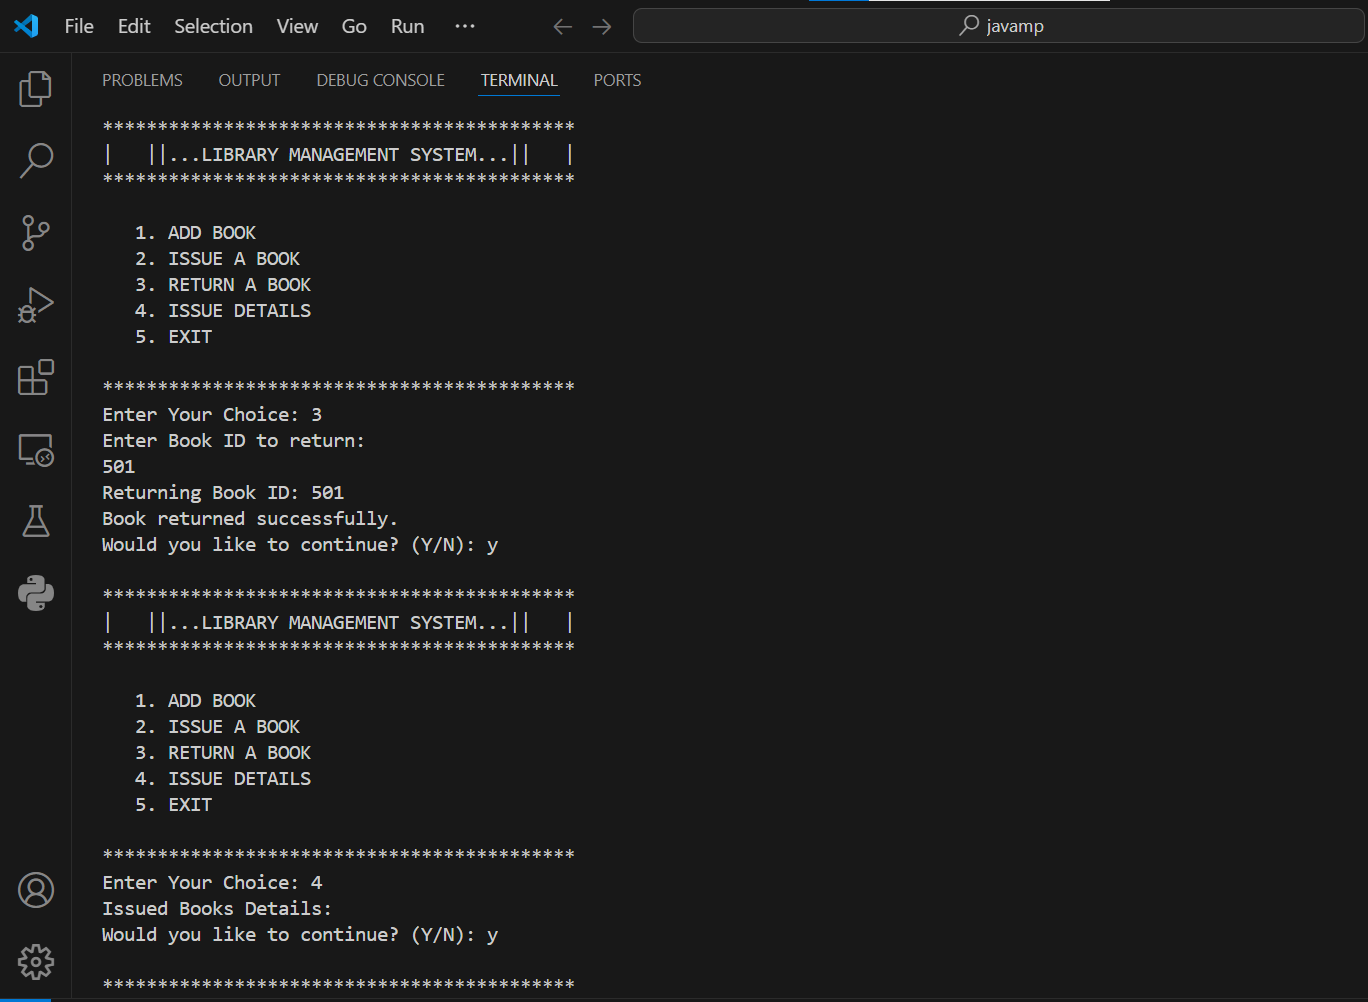 File Edit Selection View Go Run ... javamp
PROBLEMS OUTPUT DEBUG CONSOLE TERMINAL PORTS
*******************************************
|   ||...LIBRARY MANAGEMENT SYSTEM...||   |
*******************************************
1. ADD BOOK
2. ISSUE A BOOK
3. RETURN A BOOK
4. ISSUE DETAILS
5. EXIT
*******************************************
Enter Your Choice: 3
Enter Book ID to return:
501
Returning Book ID: 501
Book returned successfully.
Would you like to continue? (Y/N): y
*******************************************
|   ||...LIBRARY MANAGEMENT SYSTEM...||   |
*******************************************
1. ADD BOOK
2. ISSUE A BOOK
3. RETURN A BOOK
4. ISSUE DETAILS
5. EXIT
*******************************************
Enter Your Choice: 4
Issued Books Details:
Would you like to continue? (Y/N): y
*******************************************